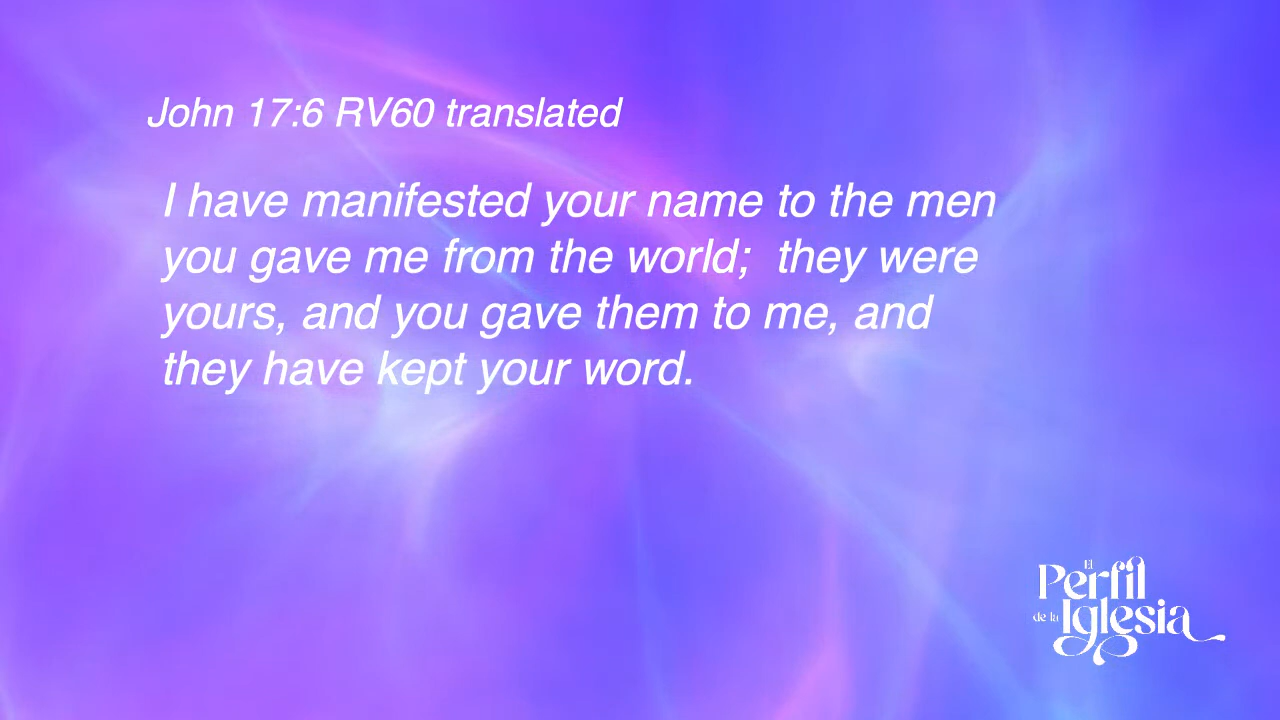 John 17:6 RV60 translated
I have manifested your name to the men
you gave me from the world;  they were
yours, and you gave them to me, and
they have kept your word.
El
Perfil
de la Iglesia